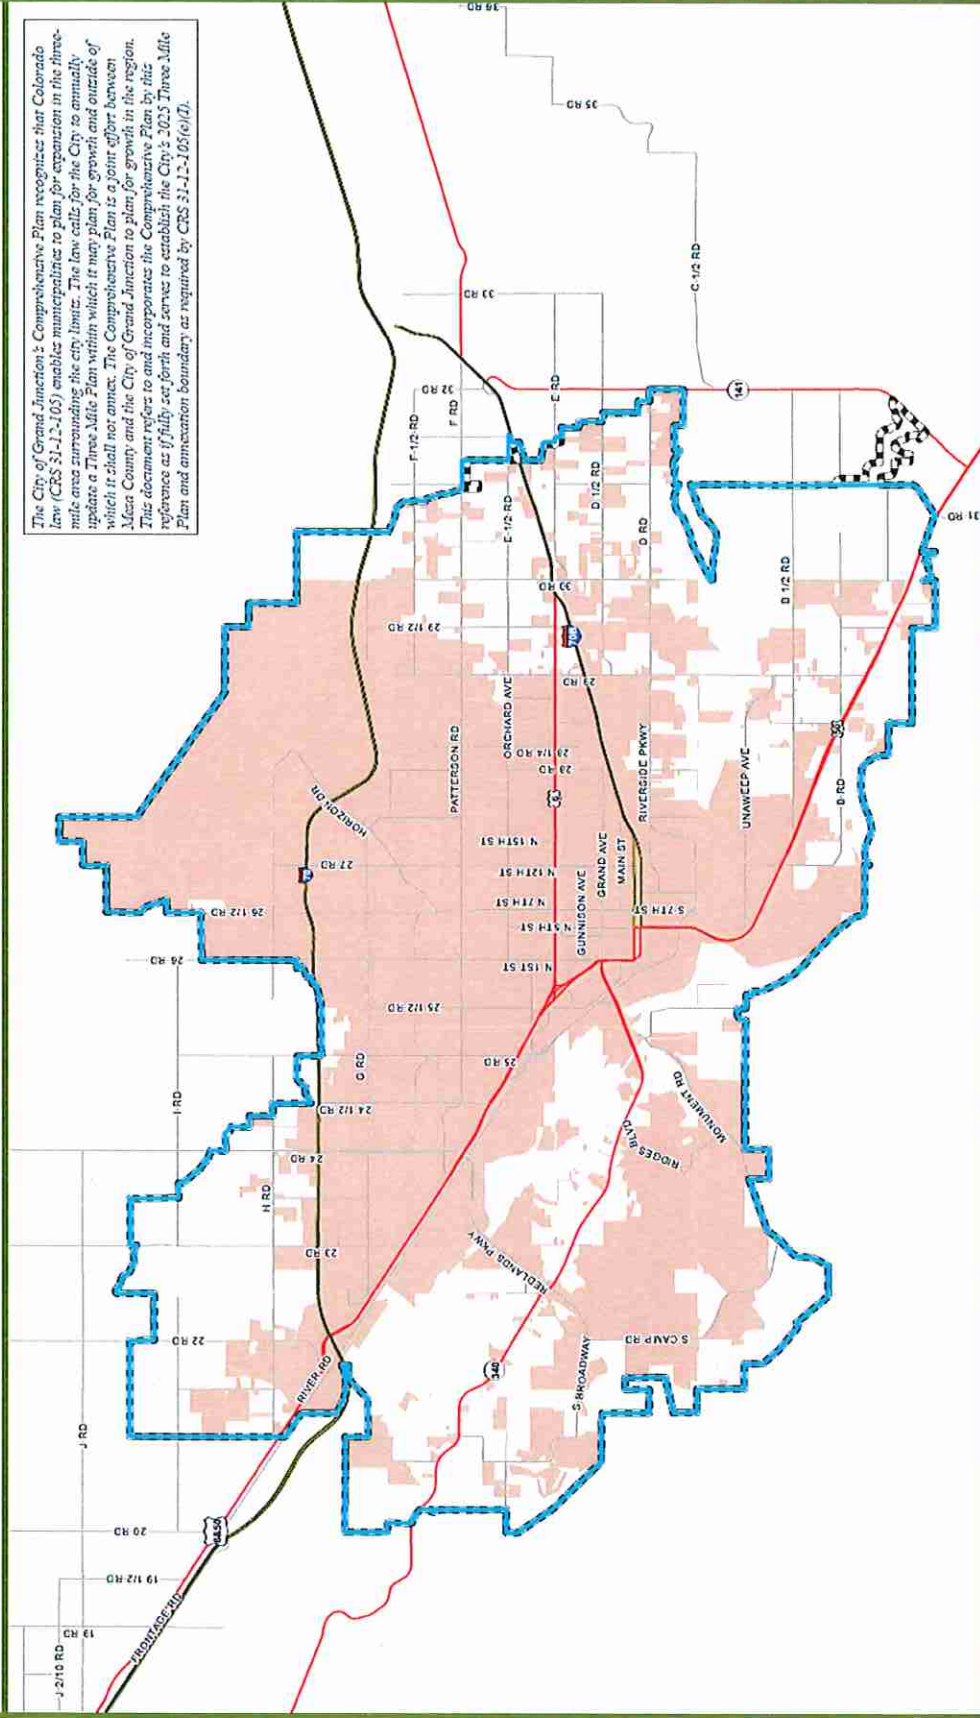 The City of Grand Junction's Comprehensive Plan recognizes that Colorado
law (CRS 31-12-105) enables municipalities to plan for expansion in the three-
mile area surrounding the city limits. The law calls for the City to annually
update a Three Mile Plan within which it may plan for growth and outside of
which it shall not annex. The Comprehensive Plan is a joint effort between
Mesa County and the City of Grand Junction to plan for growth in the region.
This document refers to and incorporates the Comprehensive Plan by this
reference as if fully set forth and serves to establish the City's 2025 Three Mile
Plan and annexation boundary as required by CRS 31-12-105(e)(I).
J 2/10 RD
19 RD
FRONTAGE RD
19 1/2 RD
20 RD
6&50
J RD
22 RD
RIVER RD
I RD
H RD
23 RD
24 RD
24 1/2 RD
G RD
25 RD
25 1/2 RD
26 RD
26 1/2 RD
27 RD
70
HORIZON DR
340
REDLANDS PKWY
S BROADWAY
S CAMP RD
RIDGES BLVD
MONUMENT RD
N 1ST ST
N 5TH ST
N 7TH ST
N 12TH ST
N 15TH ST
S 7TH ST
GUNNISON AVE
GRAND AVE
MAIN ST
28 RD
28 1/4 RD
PATTERSON RD
ORCHARD AVE
RIVERSIDE PKWY
UNAWEEP AVE
29 RD
29 1/2 RD
30 RD
B RD
50
B 1/2 RD
D RD
D 1/2 RD
E RD
E 1/2 RD
F RD
F 1/2 RD
31 RD
32 RD
33 RD
141
C 1/2 RD
35 RD
36 RD